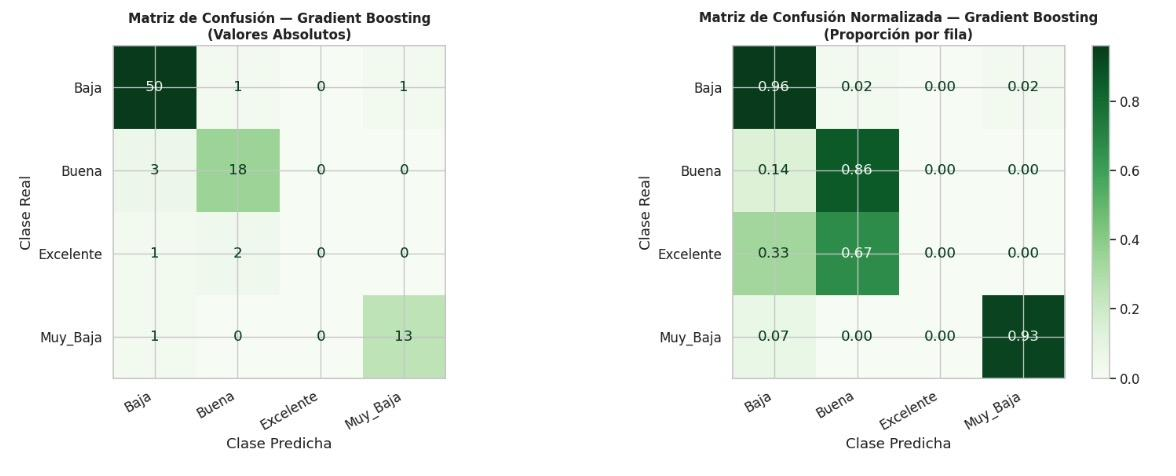 Matriz de Confusión — Gradient Boosting
(Valores Absolutos)
Clase Real
Baja 50 1 0 1
Buena 3 18 0 0
Excelente 1 2 0 0
Muy_Baja 1 0 0 13
Baja Buena Excelente Muy_Baja
Clase Predicha
Matriz de Confusión Normalizada — Gradient Boosting
(Proporción por fila)
Clase Real
Baja 0.96 0.02 0.00 0.02
Buena 0.14 0.86 0.00 0.00
Excelente 0.33 0.67 0.00 0.00
Muy_Baja 0.07 0.00 0.00 0.93
Baja Buena Excelente Muy_Baja
Clase Predicha
0.8
0.6
0.4
0.2
0.0